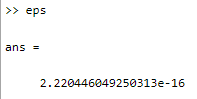 >> eps
ans =
2.220446049250313e-16